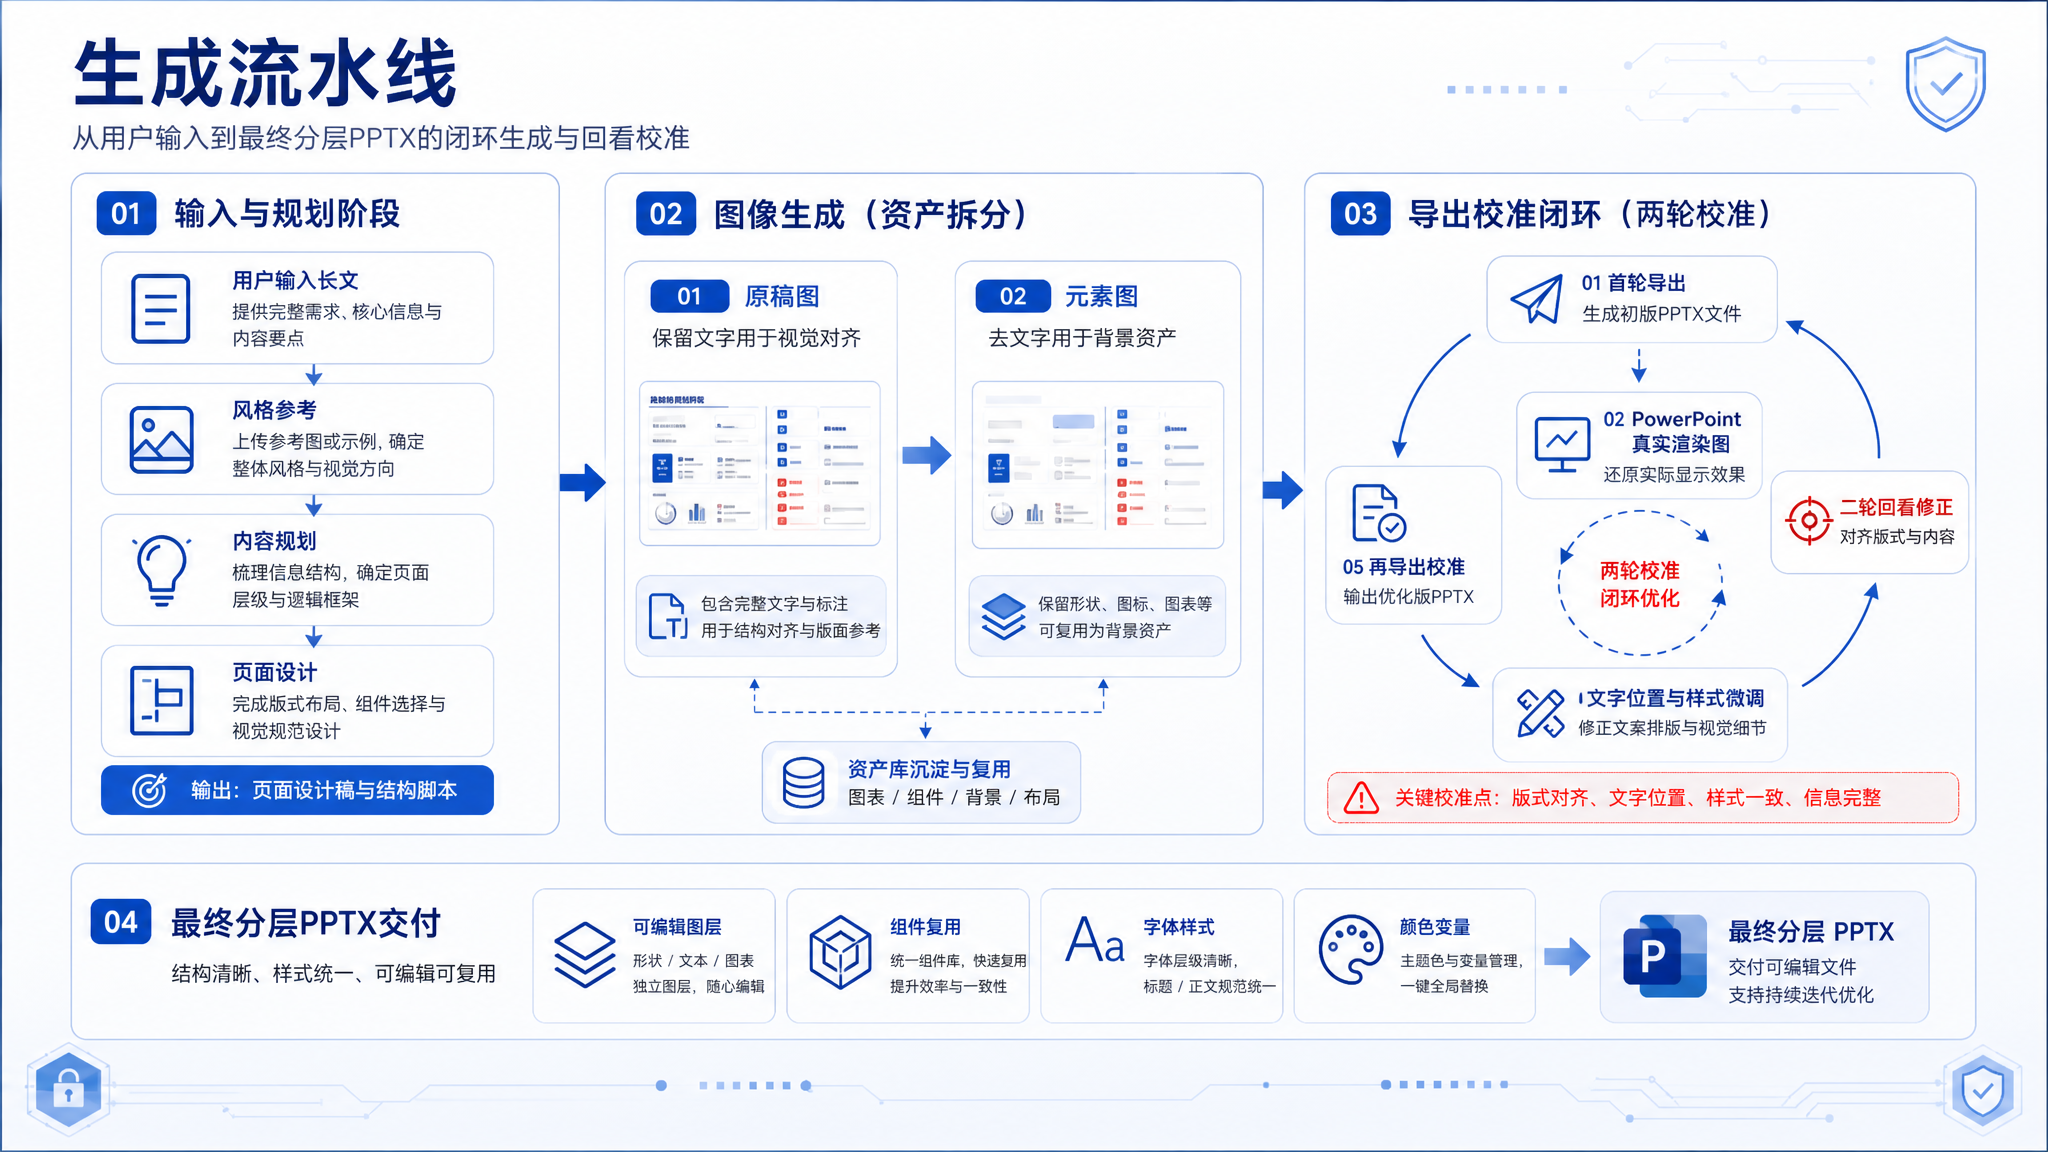 生成流水线
从用户输入到最终分层PPTX的闭环生成与回看校准
01 输入与规划阶段
用户输入长文
提供完整需求、核心信息与
内容要点
风格参考
上传参考图或示例，确定
整体风格与视觉方向
内容规划
梳理信息结构，确定页面
层级与逻辑框架
页面设计
完成版式布局、组件选择与
视觉规范设计
输出：页面设计稿与结构脚本
02 图像生成（资产拆分）
01 原稿图
保留文字用于视觉对齐
包含完整文字与标注
用于结构对齐与版面参考
02 元素图
去文字用于背景资产
保留形状、图标、图表等
可复用为背景资产
资产库沉淀与复用
图表 / 组件 / 背景 / 布局
03 导出校准闭环（两轮校准）
01 首轮导出
生成初版PPTX文件
02 PowerPoint
真实渲染图
还原实际显示效果
二轮回看修正
对齐版式与内容
05 再导出校准
输出优化版PPTX
两轮校准
闭环优化
文字位置与样式微调
修正文案排版与视觉细节
关键校准点：版式对齐、文字位置、样式一致、信息完整
04 最终分层PPTX交付
结构清晰、样式统一、可编辑可复用
可编辑图层
形状 / 文本 / 图表
独立图层，随心编辑
组件复用
统一组件库，快速复用
提升效率与一致性
Aa
字体样式
字体层级清晰，
标题 / 正文规范统一
颜色变量
主题色与变量管理，
一键全局替换
P
最终分层 PPTX
交付可编辑文件
支持持续迭代优化